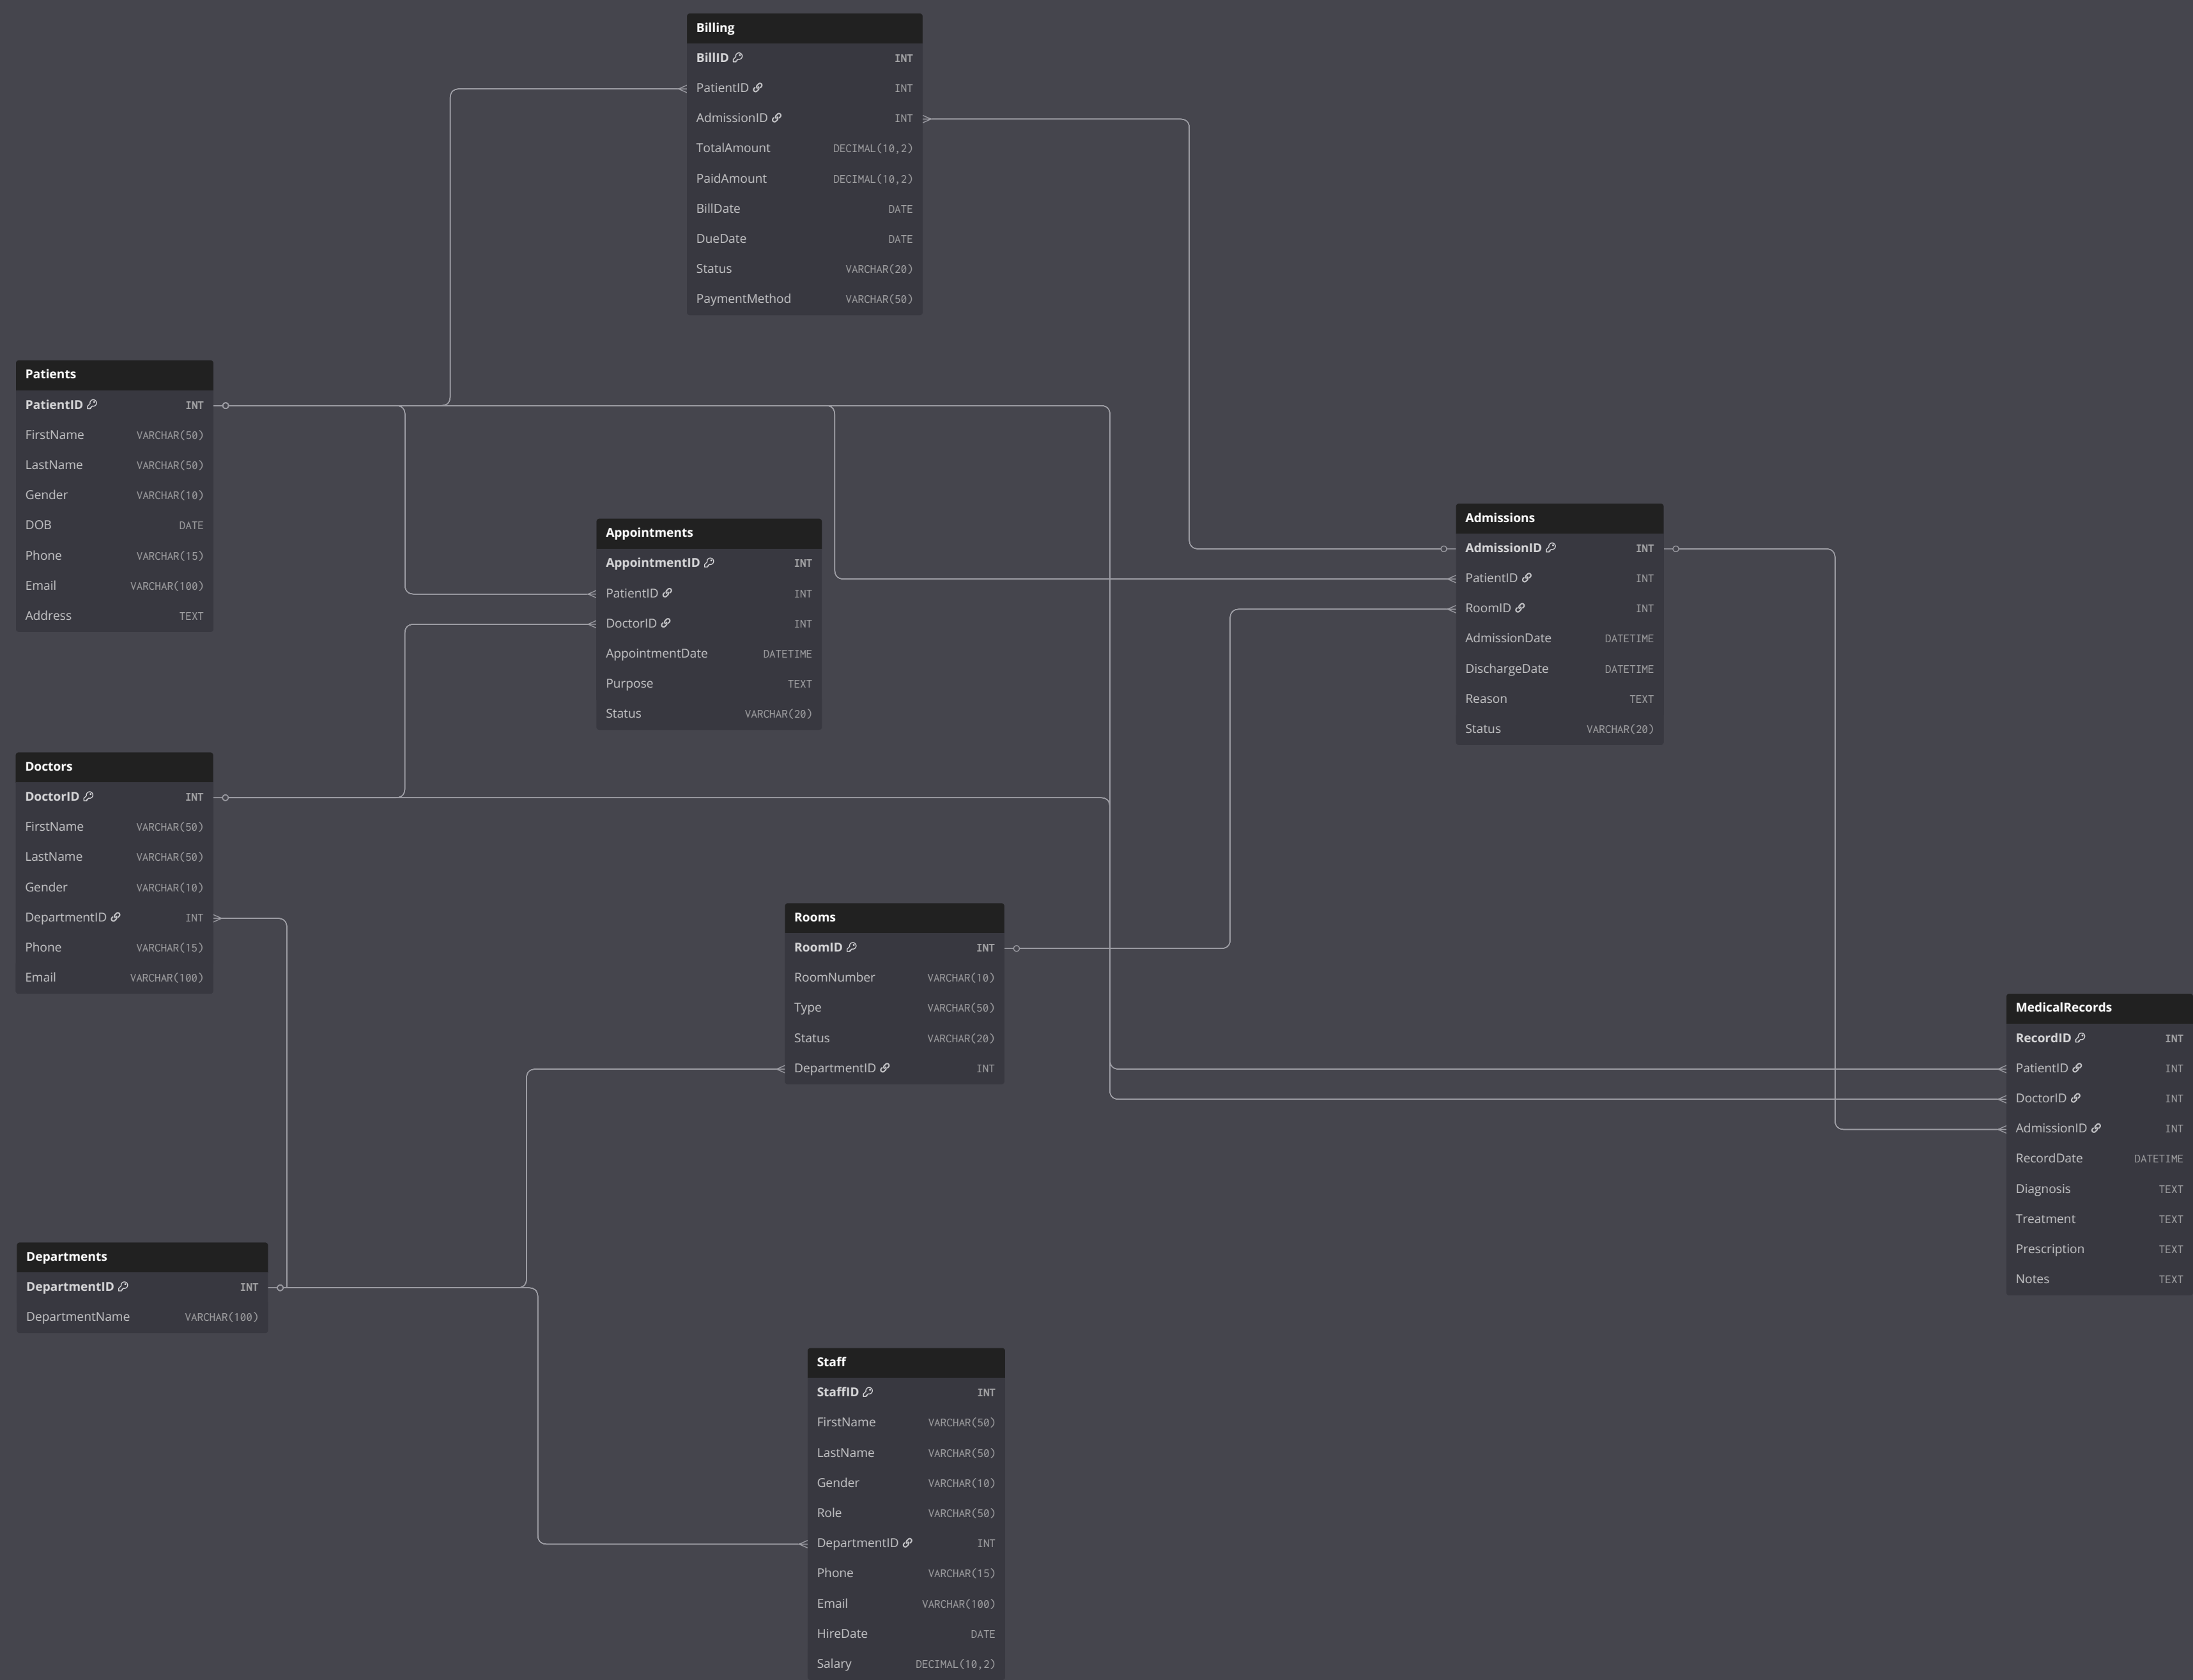 Billing
BillID INT
PatientID INT
AdmissionID INT
TotalAmount DECIMAL(10,2)
PaidAmount DECIMAL(10,2)
BillDate DATE
DueDate DATE
Status VARCHAR(20)
PaymentMethod VARCHAR(50)
Patients
PatientID INT
FirstName VARCHAR(50)
LastName VARCHAR(50)
Gender VARCHAR(10)
DOB DATE
Phone VARCHAR(15)
Email VARCHAR(100)
Address TEXT
Appointments
AppointmentID INT
PatientID INT
DoctorID INT
AppointmentDate DATETIME
Purpose TEXT
Status VARCHAR(20)
Admissions
AdmissionID INT
PatientID INT
RoomID INT
AdmissionDate DATETIME
DischargeDate DATETIME
Reason TEXT
Status VARCHAR(20)
Doctors
DoctorID INT
FirstName VARCHAR(50)
LastName VARCHAR(50)
Gender VARCHAR(10)
DepartmentID INT
Phone VARCHAR(15)
Email VARCHAR(100)
Rooms
RoomID INT
RoomNumber VARCHAR(10)
Type VARCHAR(50)
Status VARCHAR(20)
DepartmentID INT
MedicalRecords
RecordID INT
PatientID INT
DoctorID INT
AdmissionID INT
RecordDate DATETIME
Diagnosis TEXT
Treatment TEXT
Prescription TEXT
Notes TEXT
Departments
DepartmentID INT
DepartmentName VARCHAR(100)
Staff
StaffID INT
FirstName VARCHAR(50)
LastName VARCHAR(50)
Gender VARCHAR(10)
Role VARCHAR(50)
DepartmentID INT
Phone VARCHAR(15)
Email VARCHAR(100)
HireDate DATE
Salary DECIMAL(10,2)